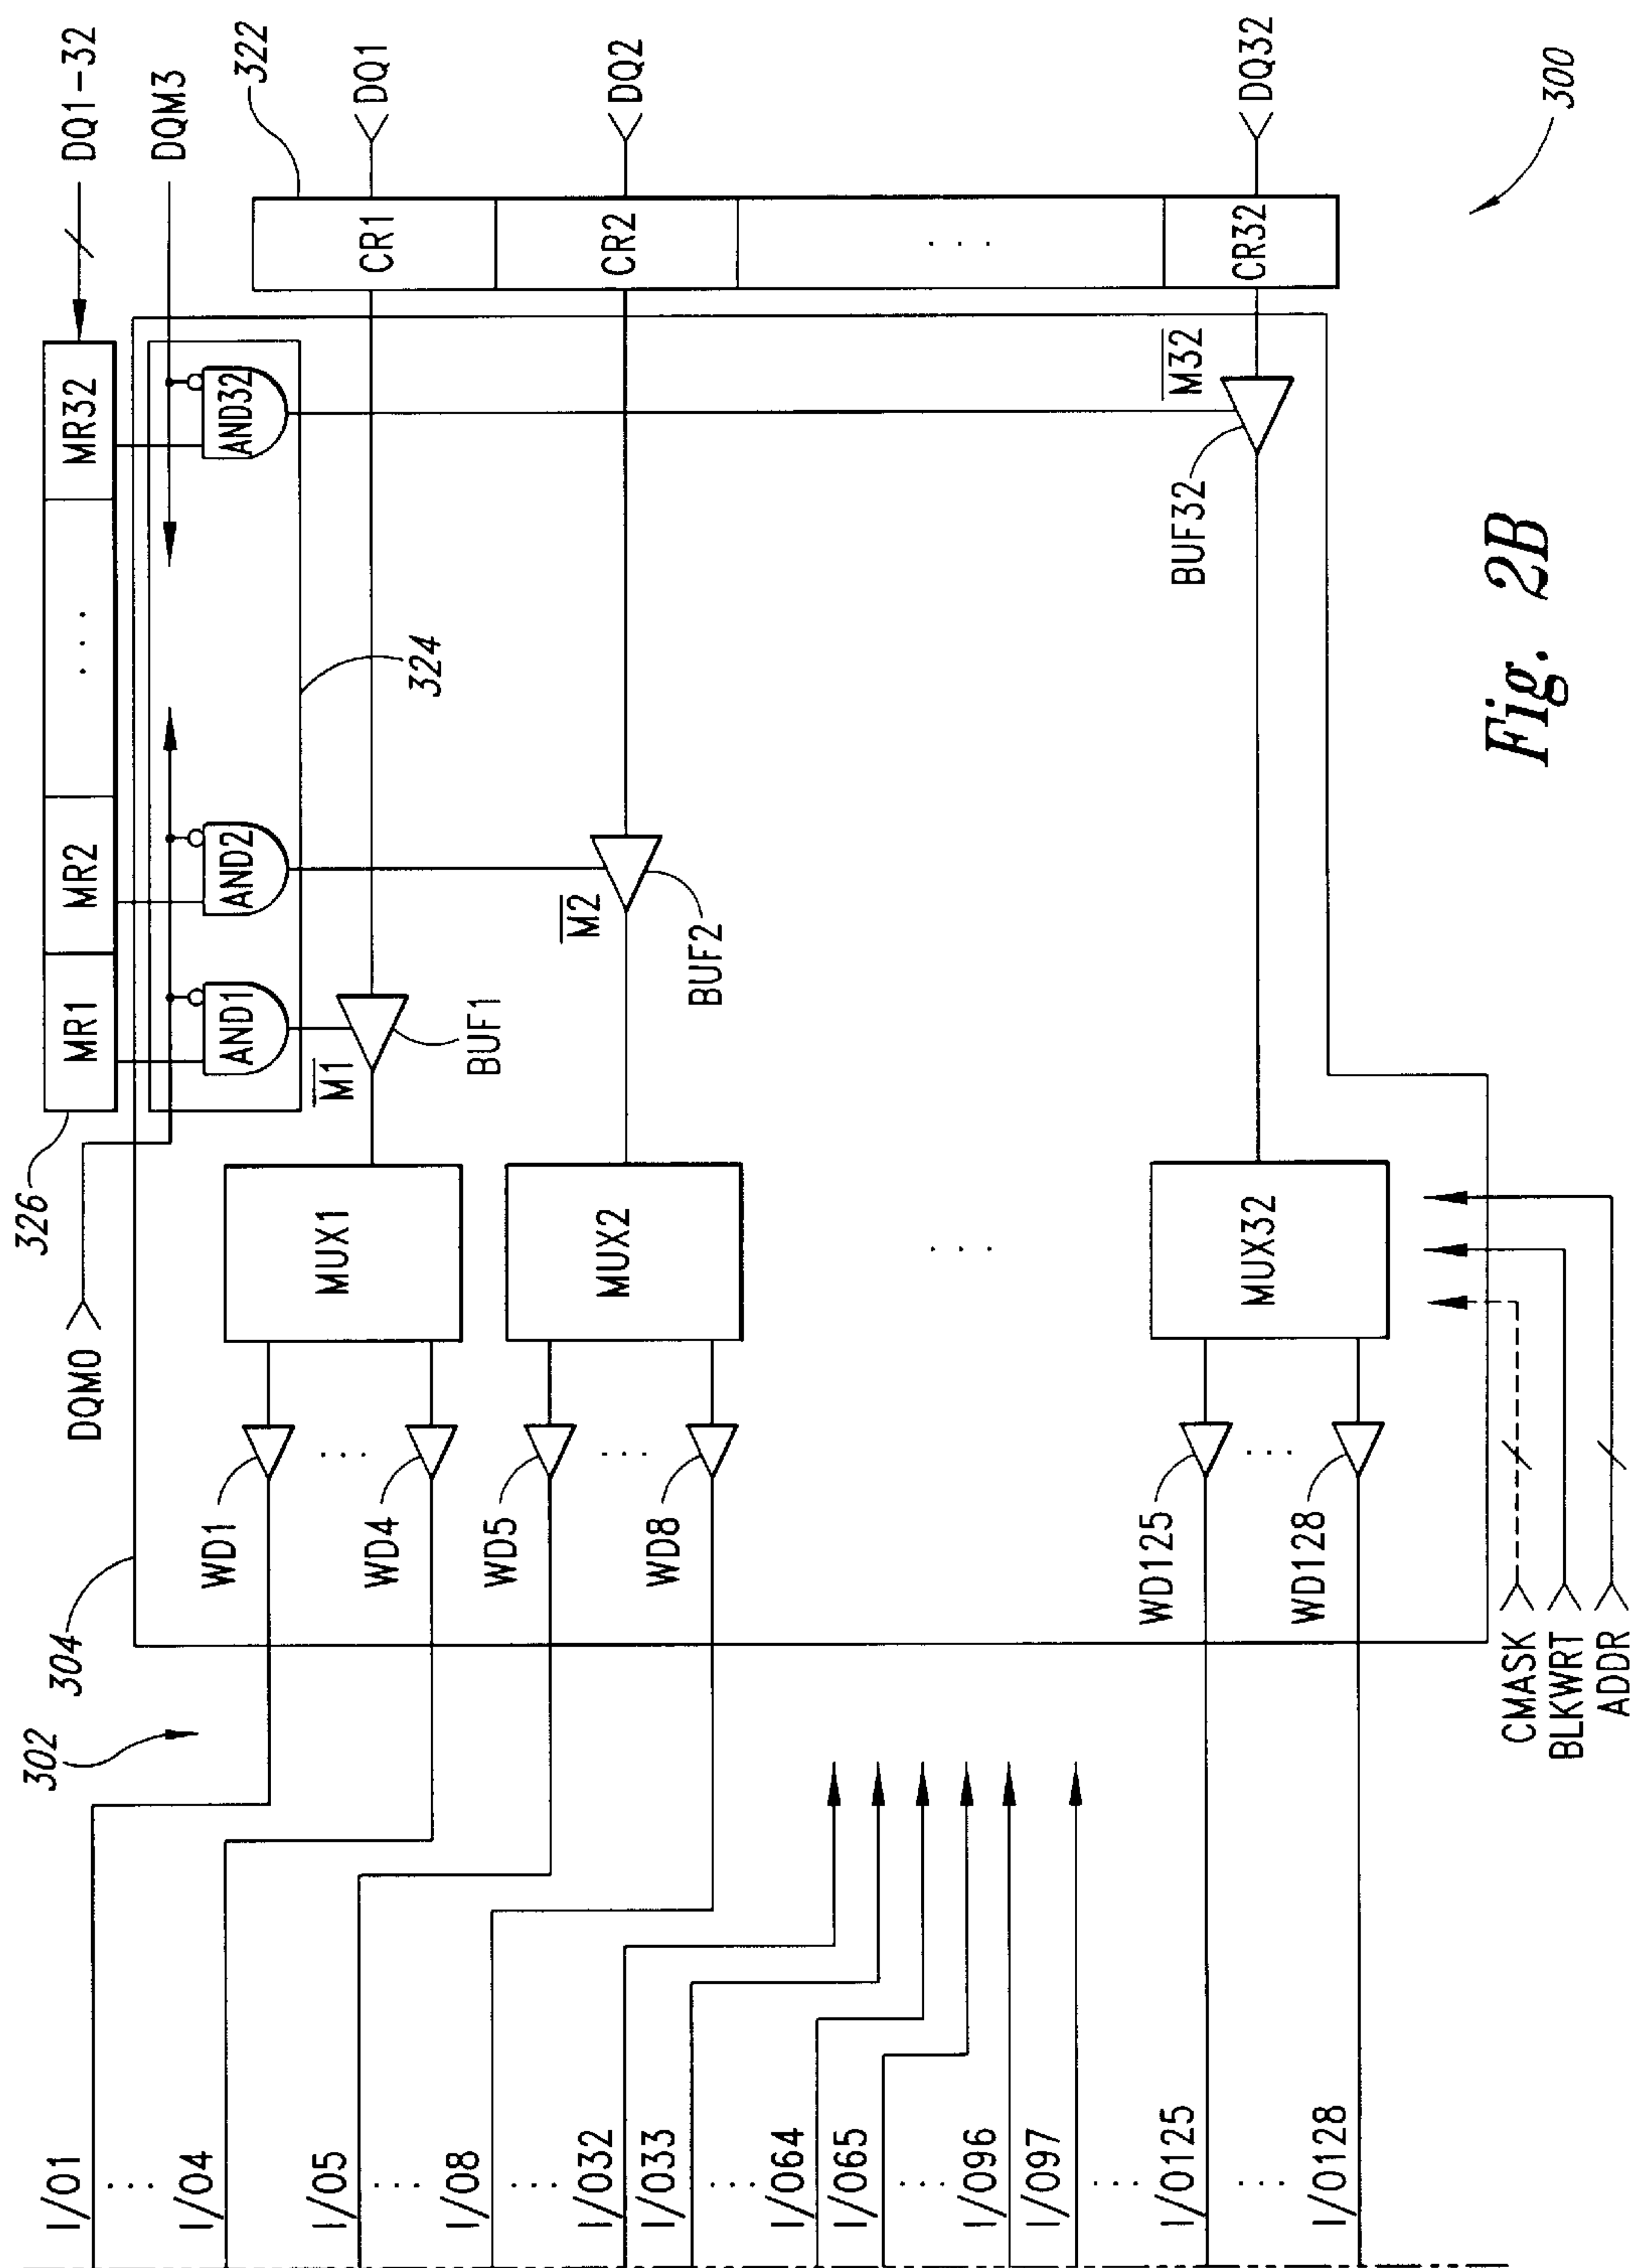 I/O1
...
I/O4
I/O5
...
I/O8
...
I/O32
I/O33
...
I/O64
I/O65
...
I/O96
I/O97
...
I/O125
...
I/O128
302
304
WD1
...
WD4
WD5
...
WD8
WD125
...
WD128
CMASK
BLKWRT
ADDR
DQM0
326
MUX1
MUX2
...
MUX32
MR1
MR2
...
MR32
DQ1-32
DQM3
AND1
AND2
AND32
324
M1
BUF1
M2
BUF2
M32
BUF32
322
CR1
CR2
...
CR32
DQ1
DQ2
DQ32
300
Fig. 2B